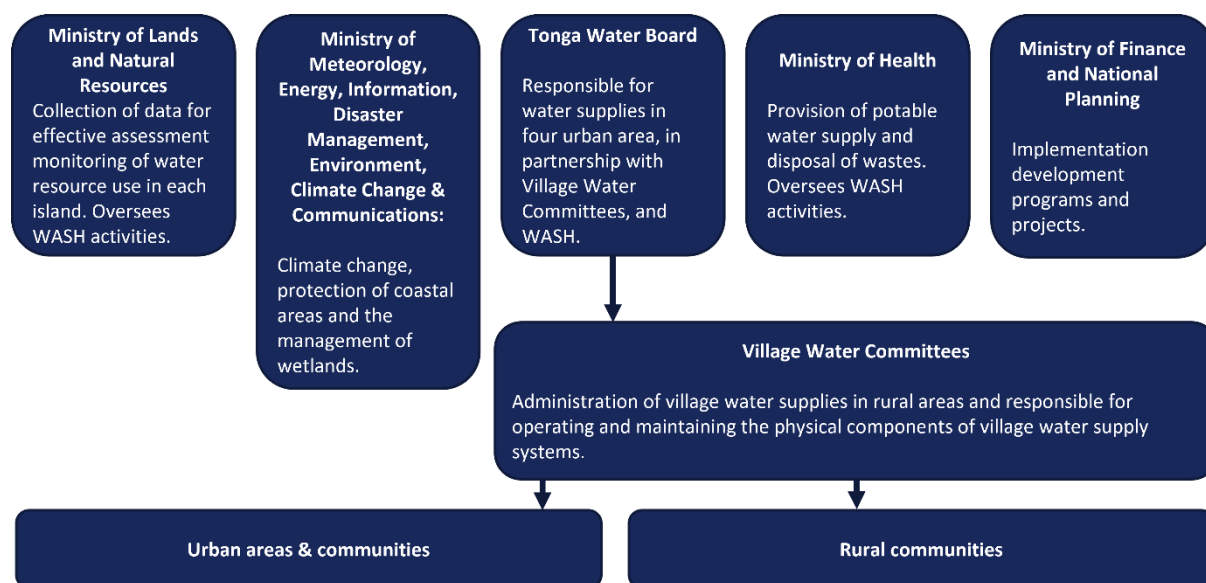 Ministry of Lands
and Natural
Resources
Collection of data for
effective assessment
monitoring of water
resource use in each
island. Oversees
WASH activities.
Ministry of
Meteorology,
Energy, Information,
Disaster
Management,
Environment,
Climate Change &
Communications:
Climate change,
protection of coastal
areas and the
management of
wetlands.
Tonga Water Board
Responsible for
water supplies in
four urban area, in
partnership with
Village Water
Committees, and
WASH.
Ministry of Health
Provision of potable
water supply and
disposal of wastes.
Oversees WASH
activities.
Ministry of Finance
and National
Planning
Implementation
development
programs and
projects.
Village Water Committees
Administration of village water supplies in rural areas and responsible for
operating and maintaining the physical components of village water supply
systems.
Urban areas & communities
Rural communities